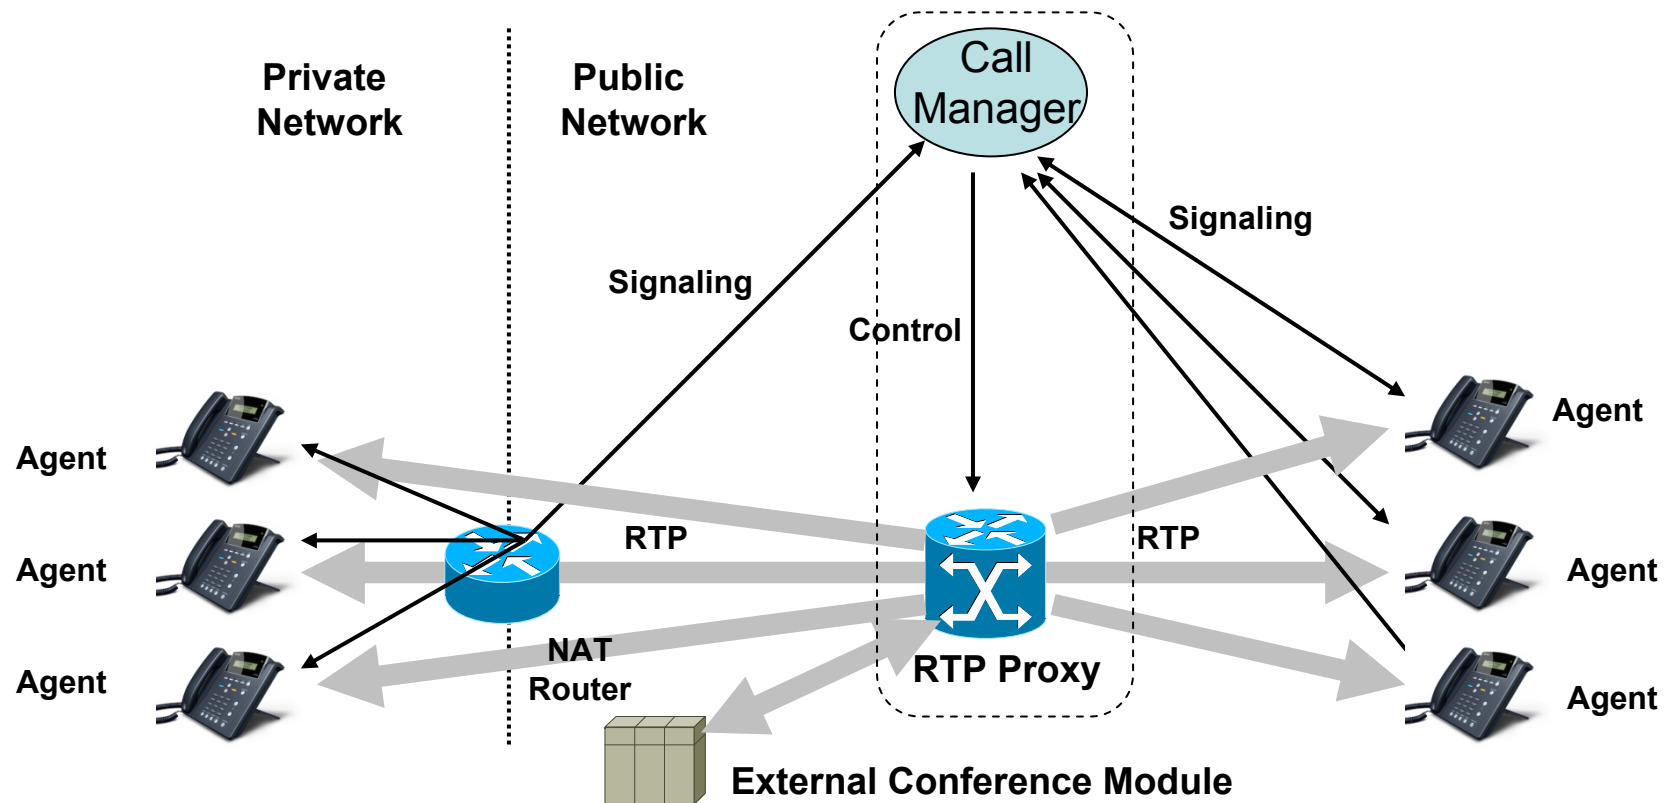 Private
Network
Public
Network
Call
Manager
Signaling
Signaling
Control
Agent
Agent
RTP
RTP
Agent
Agent
NAT
Router
RTP Proxy
Agent
Agent
External Conference Module